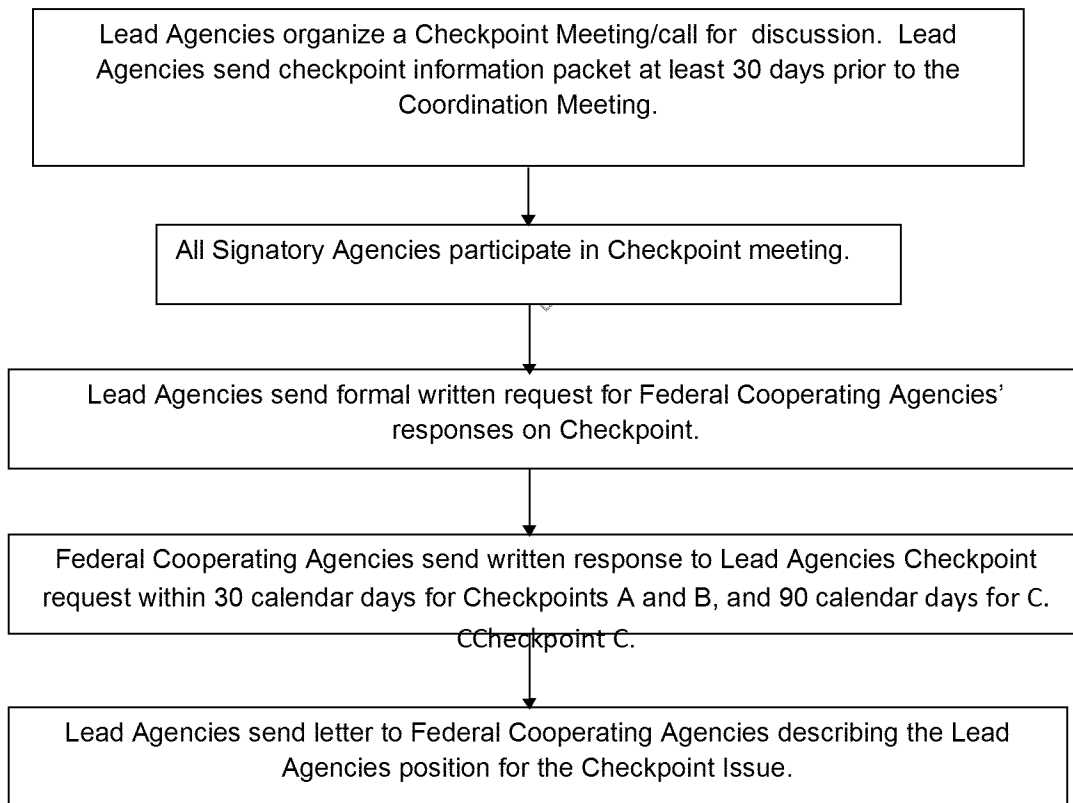 Lead Agencies organize a Checkpoint Meeting/call for  discussion.  Lead
Agencies send checkpoint information packet at least 30 days prior to the
Coordination Meeting.
All Signatory Agencies participate in Checkpoint meeting.
Lead Agencies send formal written request for Federal Cooperating Agencies’
responses on Checkpoint.
Federal Cooperating Agencies send written response to Lead Agencies Checkpoint
request within 30 calendar days for Checkpoints A and B, and 90 calendar days for C.
CCheckpoint C.
Lead Agencies send letter to Federal Cooperating Agencies describing the Lead
Agencies position for the Checkpoint Issue.